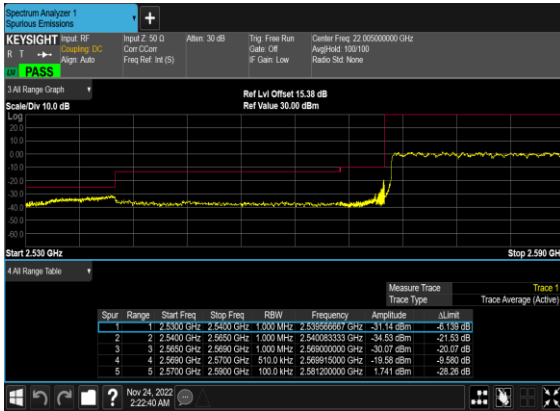 Spectrum Analyzer 1
Spurious Emissions
KEYSIGHT Input: RF Input Z: 50 Ω Atten: 30 dB Trig: Free Run Center Freq: 22.005000000 GHz
R T Coupling: DC Corr CCorr Gate: Off Avg|Hold: 100/100
Align: Auto Freq Ref: Int (S) IF Gain: Low Radio Std: None
LXI PASS
3 All Range Graph
Ref Lvl Offset 15.38 dB
Scale/Div 10.0 dB Ref Value 30.00 dBm
Log
20.0
10.0
0.00
-10.0
-20.0
-30.0
-40.0
-50.0
-60.0
Start 2.530 GHz Stop 2.590 GHz
4 All Range Table
Measure Trace Trace 1
Trace Type Trace Average (Active)
Spur Range Start Freq Stop Freq RBW Frequency Amplitude ΔLimit
1 1 2.5300 GHz 2.5400 GHz 1.000 MHz 2.539566667 GHz -31.14 dBm -6.139 dB
2 2 2.5400 GHz 2.5650 GHz 1.000 MHz 2.540083333 GHz -34.53 dBm -21.53 dB
3 3 2.5650 GHz 2.5690 GHz 1.000 MHz 2.569000000 GHz -30.07 dBm -20.07 dB
4 4 2.5690 GHz 2.5700 GHz 510.0 kHz 2.569915000 GHz -19.58 dBm -9.580 dB
5 5 2.5700 GHz 2.5900 GHz 100.0 kHz 2.581200000 GHz 1.741 dBm -28.26 dB
? Nov 24, 2022
2:22:40 AM